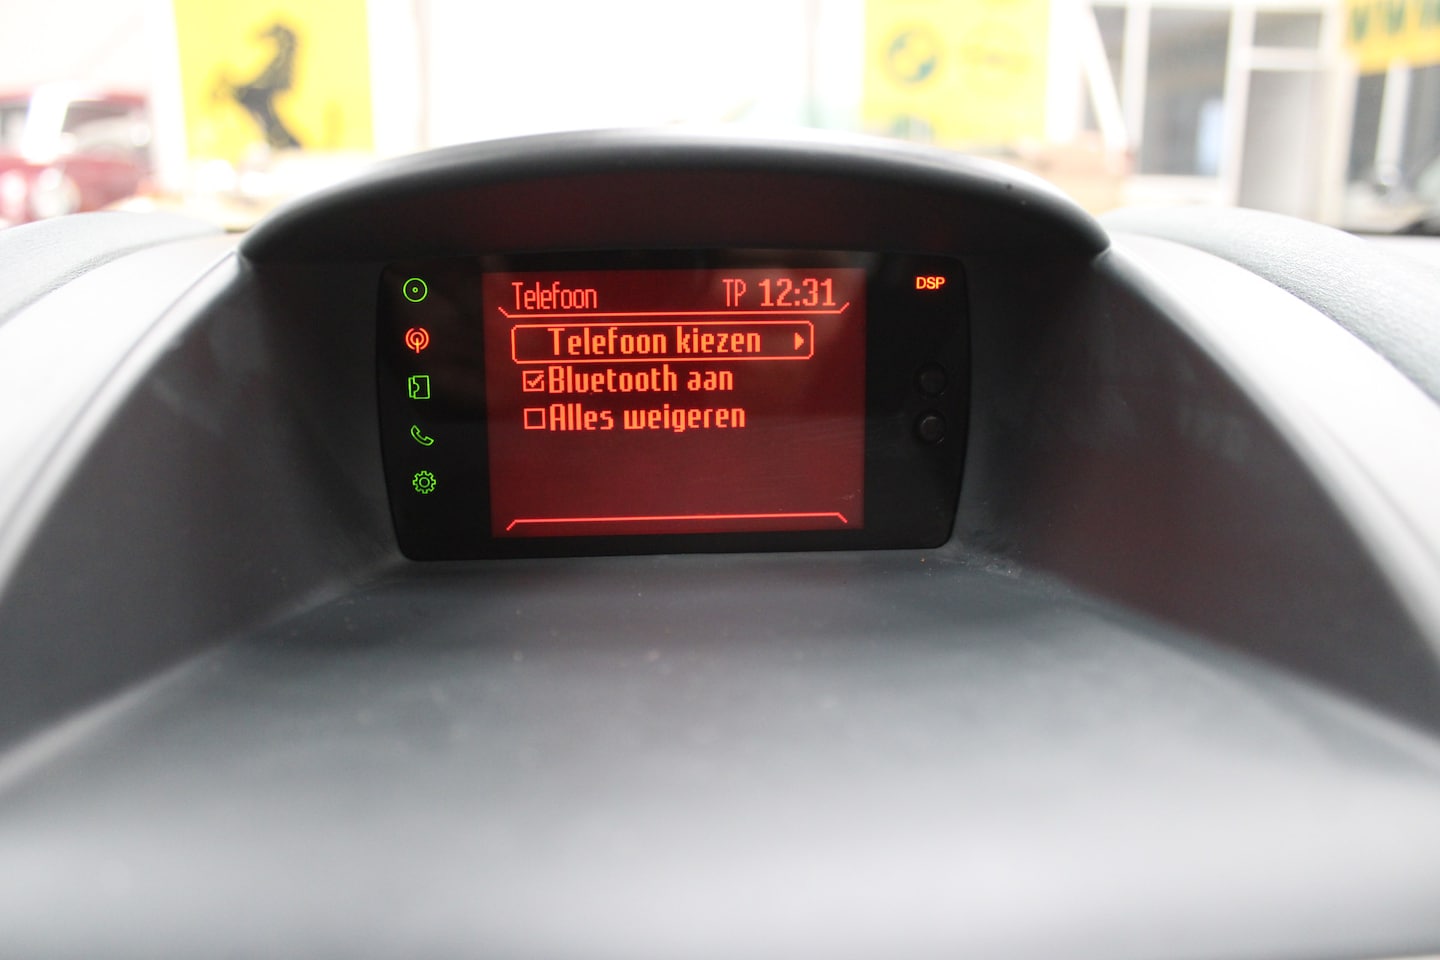 Telefoon TP 12:31
DSP
Telefoon kiezen
Bluetooth aan
Alles weigeren